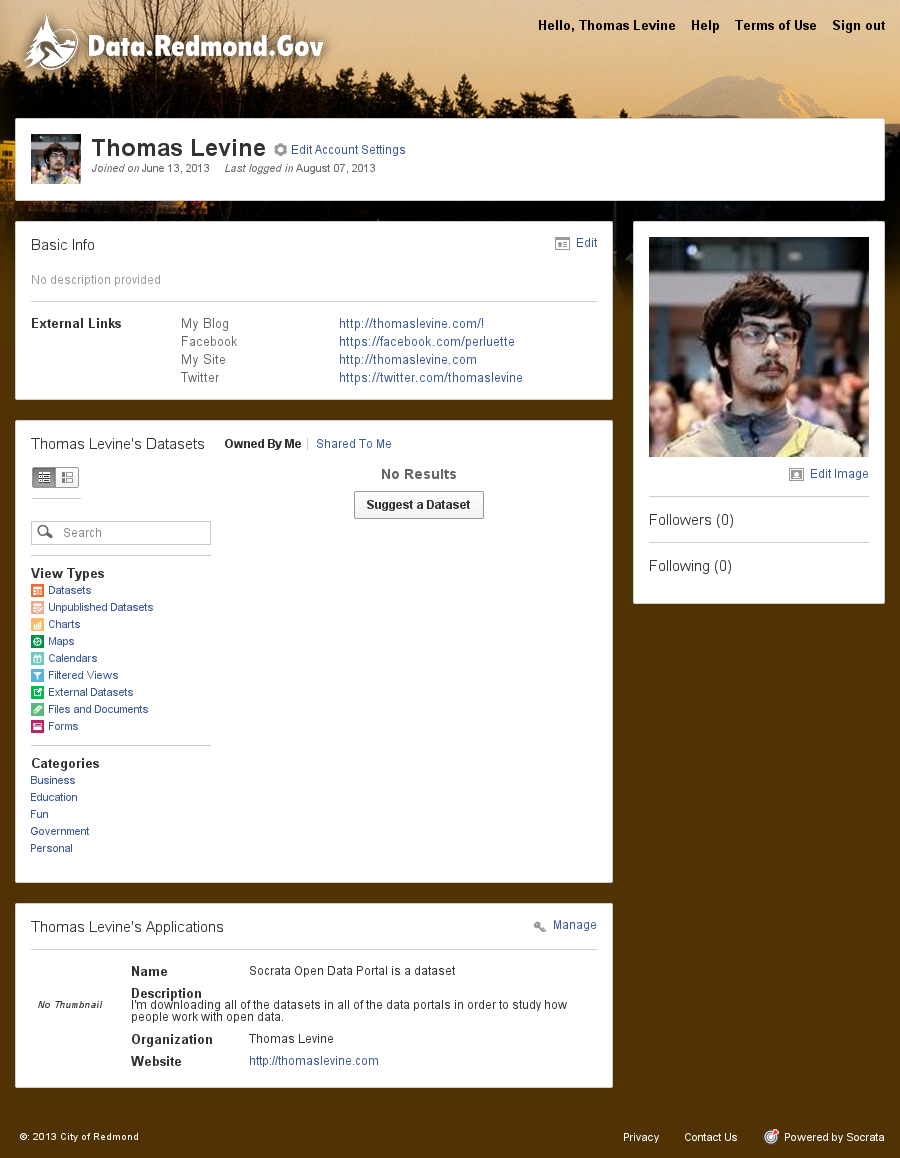 Data.Redmond.Gov
Hello, Thomas Levine Help Terms of Use Sign out
Thomas Levine Edit Account Settings
Joined on June 13, 2013 Last logged in August 07, 2013
Basic Info Edit
No description provided
External Links My Blog http://thomaslevine.com/!
Facebook https://facebook.com/perluette
My Site http://thomaslevine.com
Twitter https://twitter.com/thomaslevine
Edit Image
Followers (0)
Following (0)
Thomas Levine's Datasets Owned By Me Shared To Me
No Results
Suggest a Dataset
Search
View Types
Datasets
Unpublished Datasets
Charts
Maps
Calendars
Filtered Views
External Datasets
Files and Documents
Forms
Categories
Business
Education
Fun
Government
Personal
Thomas Levine's Applications Manage
No Thumbnail
Name Socrata Open Data Portal is a dataset
Description
I'm downloading all of the datasets in all of the data portals in order to study how
people work with open data.
Organization Thomas Levine
Website http://thomaslevine.com
©: 2013 City of Redmond Privacy Contact Us Powered by Socrata